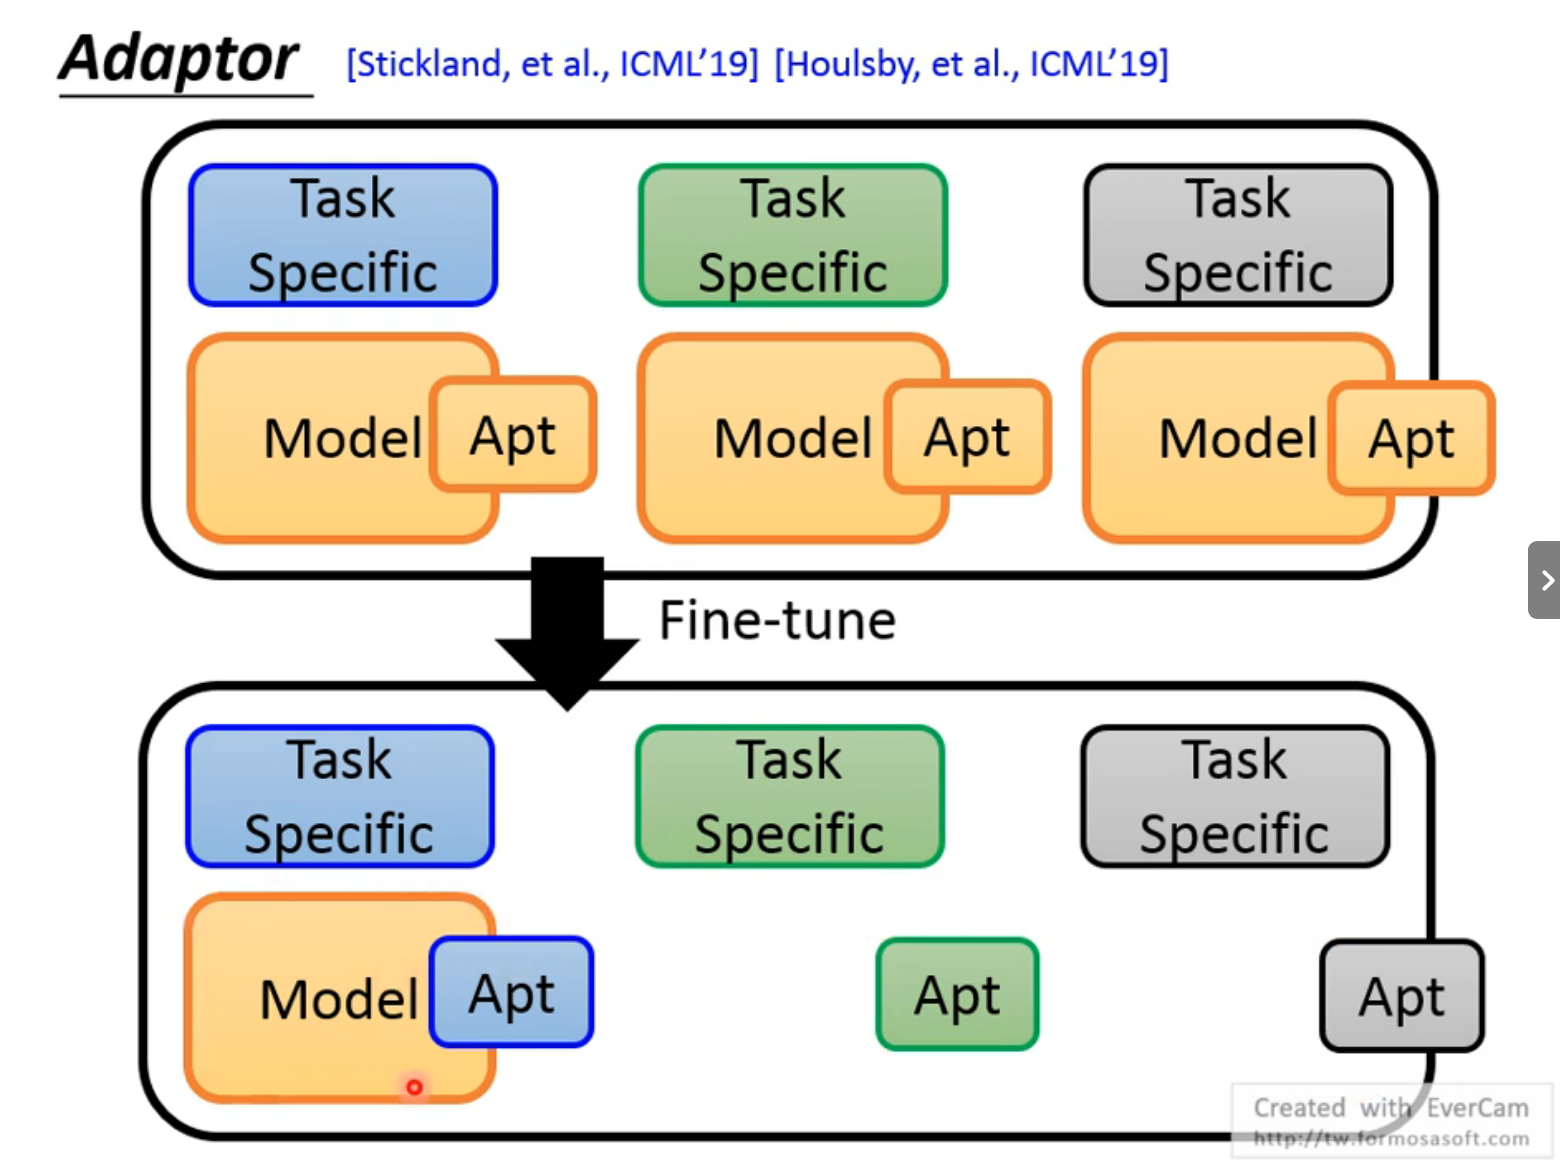 Adaptor [Stickland, et al., ICML’19] [Houlsby, et al., ICML’19]
Task Specific
Task Specific
Task Specific
Model Apt
Model Apt
Model Apt
Fine-tune
Task Specific
Task Specific
Task Specific
Model Apt
Apt
Apt
Created with EverCam
http://tw.formosasoft.com